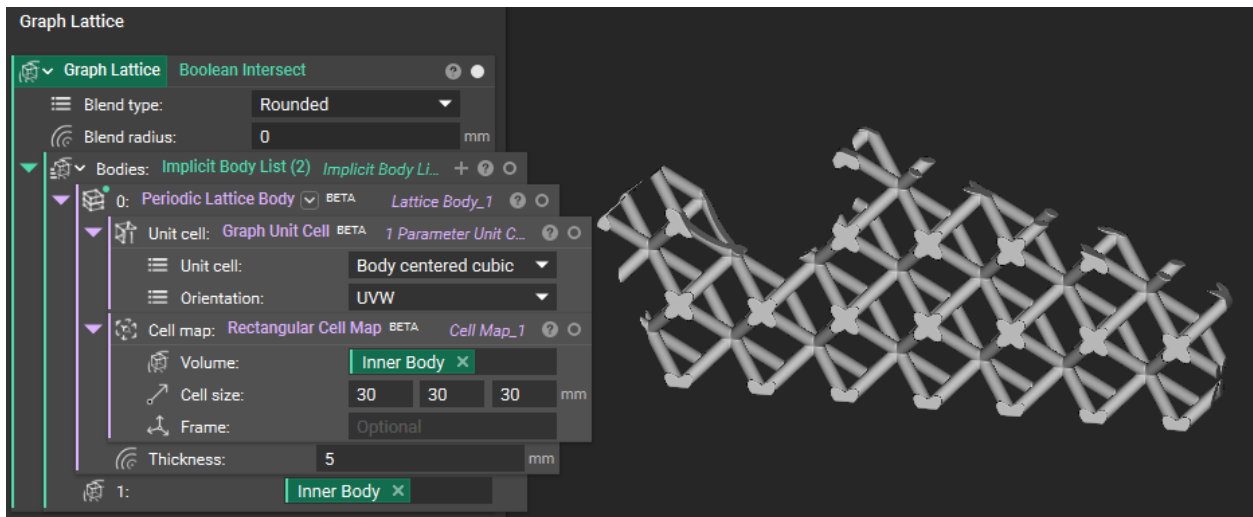 Graph Lattice
Graph Lattice Boolean Intersect
Blend type: Rounded
Blend radius: 0 mm
Bodies: Implicit Body List (2) Implicit Body Li...
0: Periodic Lattice Body BETA Lattice Body_1
Unit cell: Graph Unit Cell BETA 1 Parameter Unit C...
Unit cell: Body centered cubic
Orientation: UVW
Cell map: Rectangular Cell Map BETA Cell Map_1
Volume: Inner Body
Cell size: 30 30 30 mm
Frame: Optional
Thickness: 5 mm
1: Inner Body